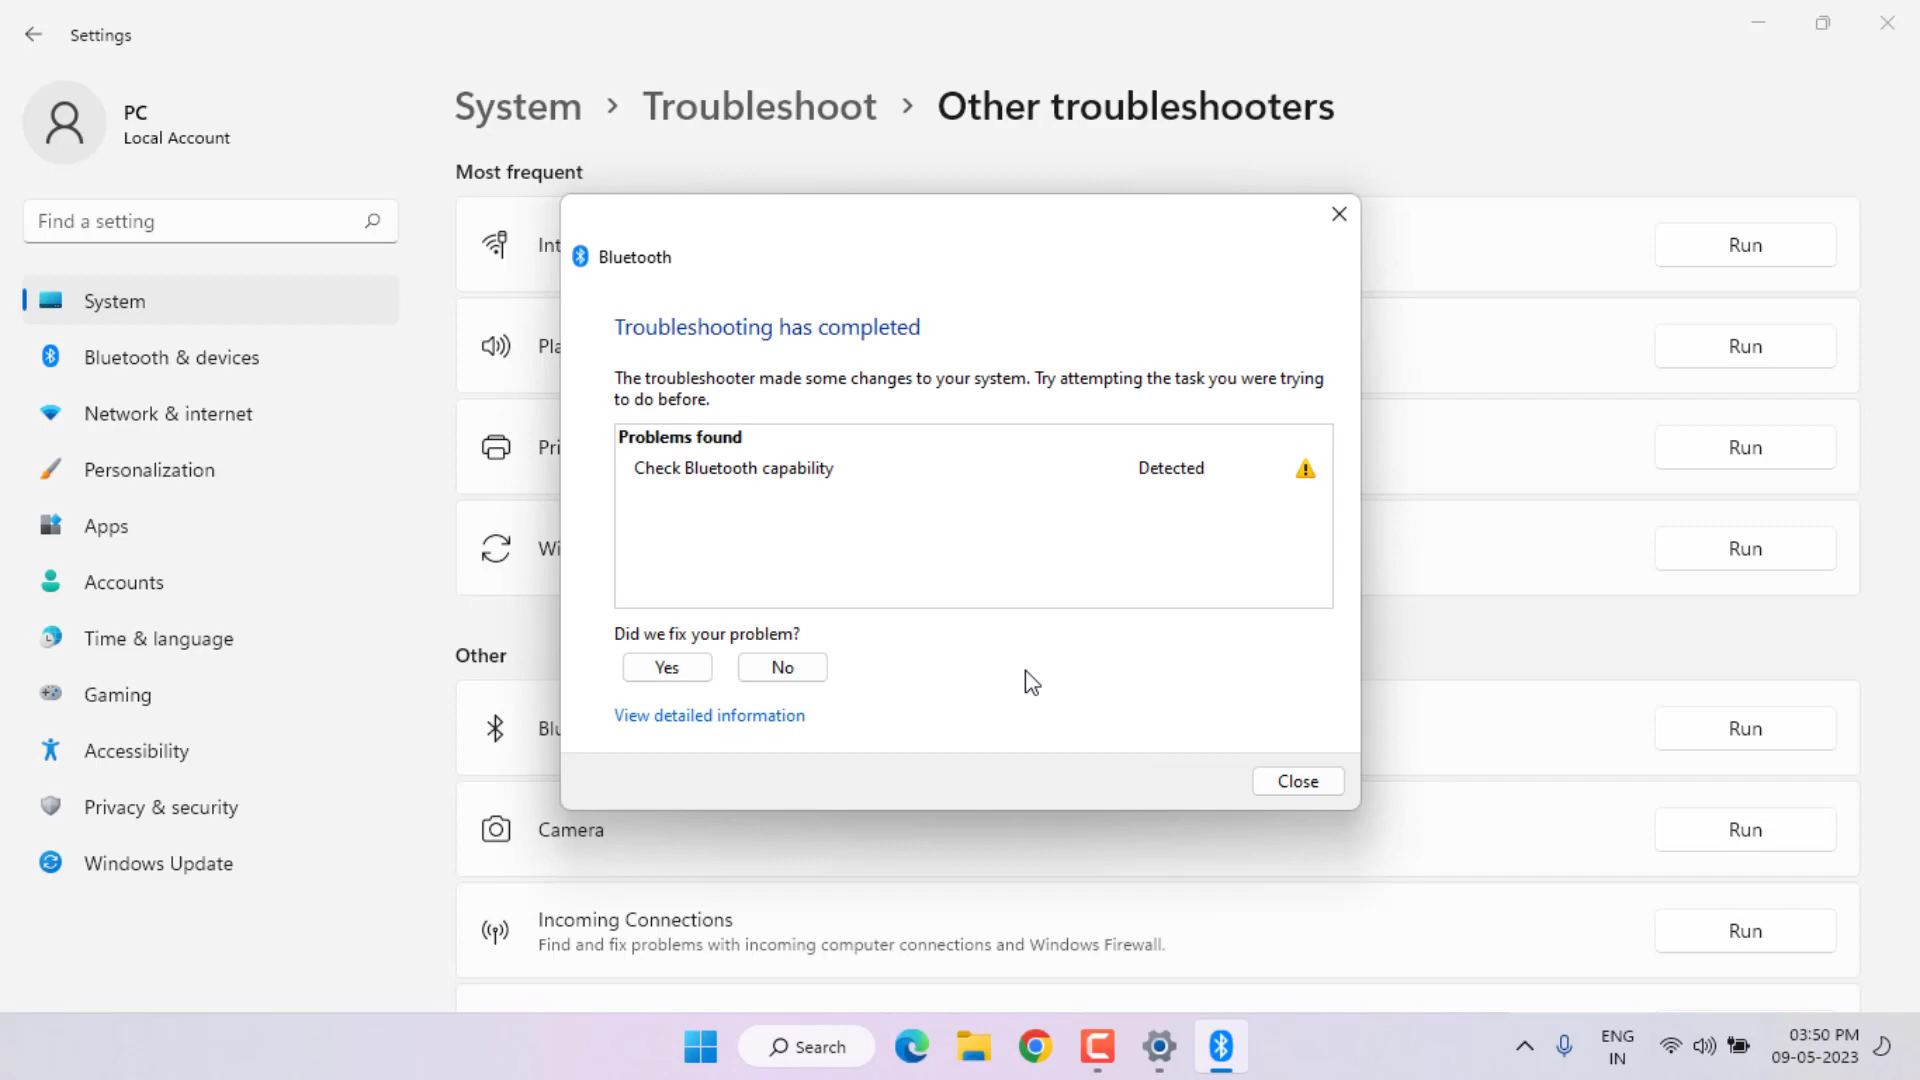 Settings
PC
Local Account
Find a setting
System
Bluetooth & devices
Network & internet
Personalization
Apps
Accounts
Time & language
Gaming
Accessibility
Privacy & security
Windows Update
System > Troubleshoot > Other troubleshooters
Most frequent
Int
Run
Pla
Run
Pri
Run
Wi
Run
Other
Blu
Run
Camera
Run
Incoming Connections
Find and fix problems with incoming computer connections and Windows Firewall.
Run
Bluetooth
Troubleshooting has completed
The troubleshooter made some changes to your system. Try attempting the task you were trying
to do before.
Problems found
Check Bluetooth capability Detected
Did we fix your problem?
Yes No
View detailed information
Close
Search
ENG
IN
03:50 PM
09-05-2023